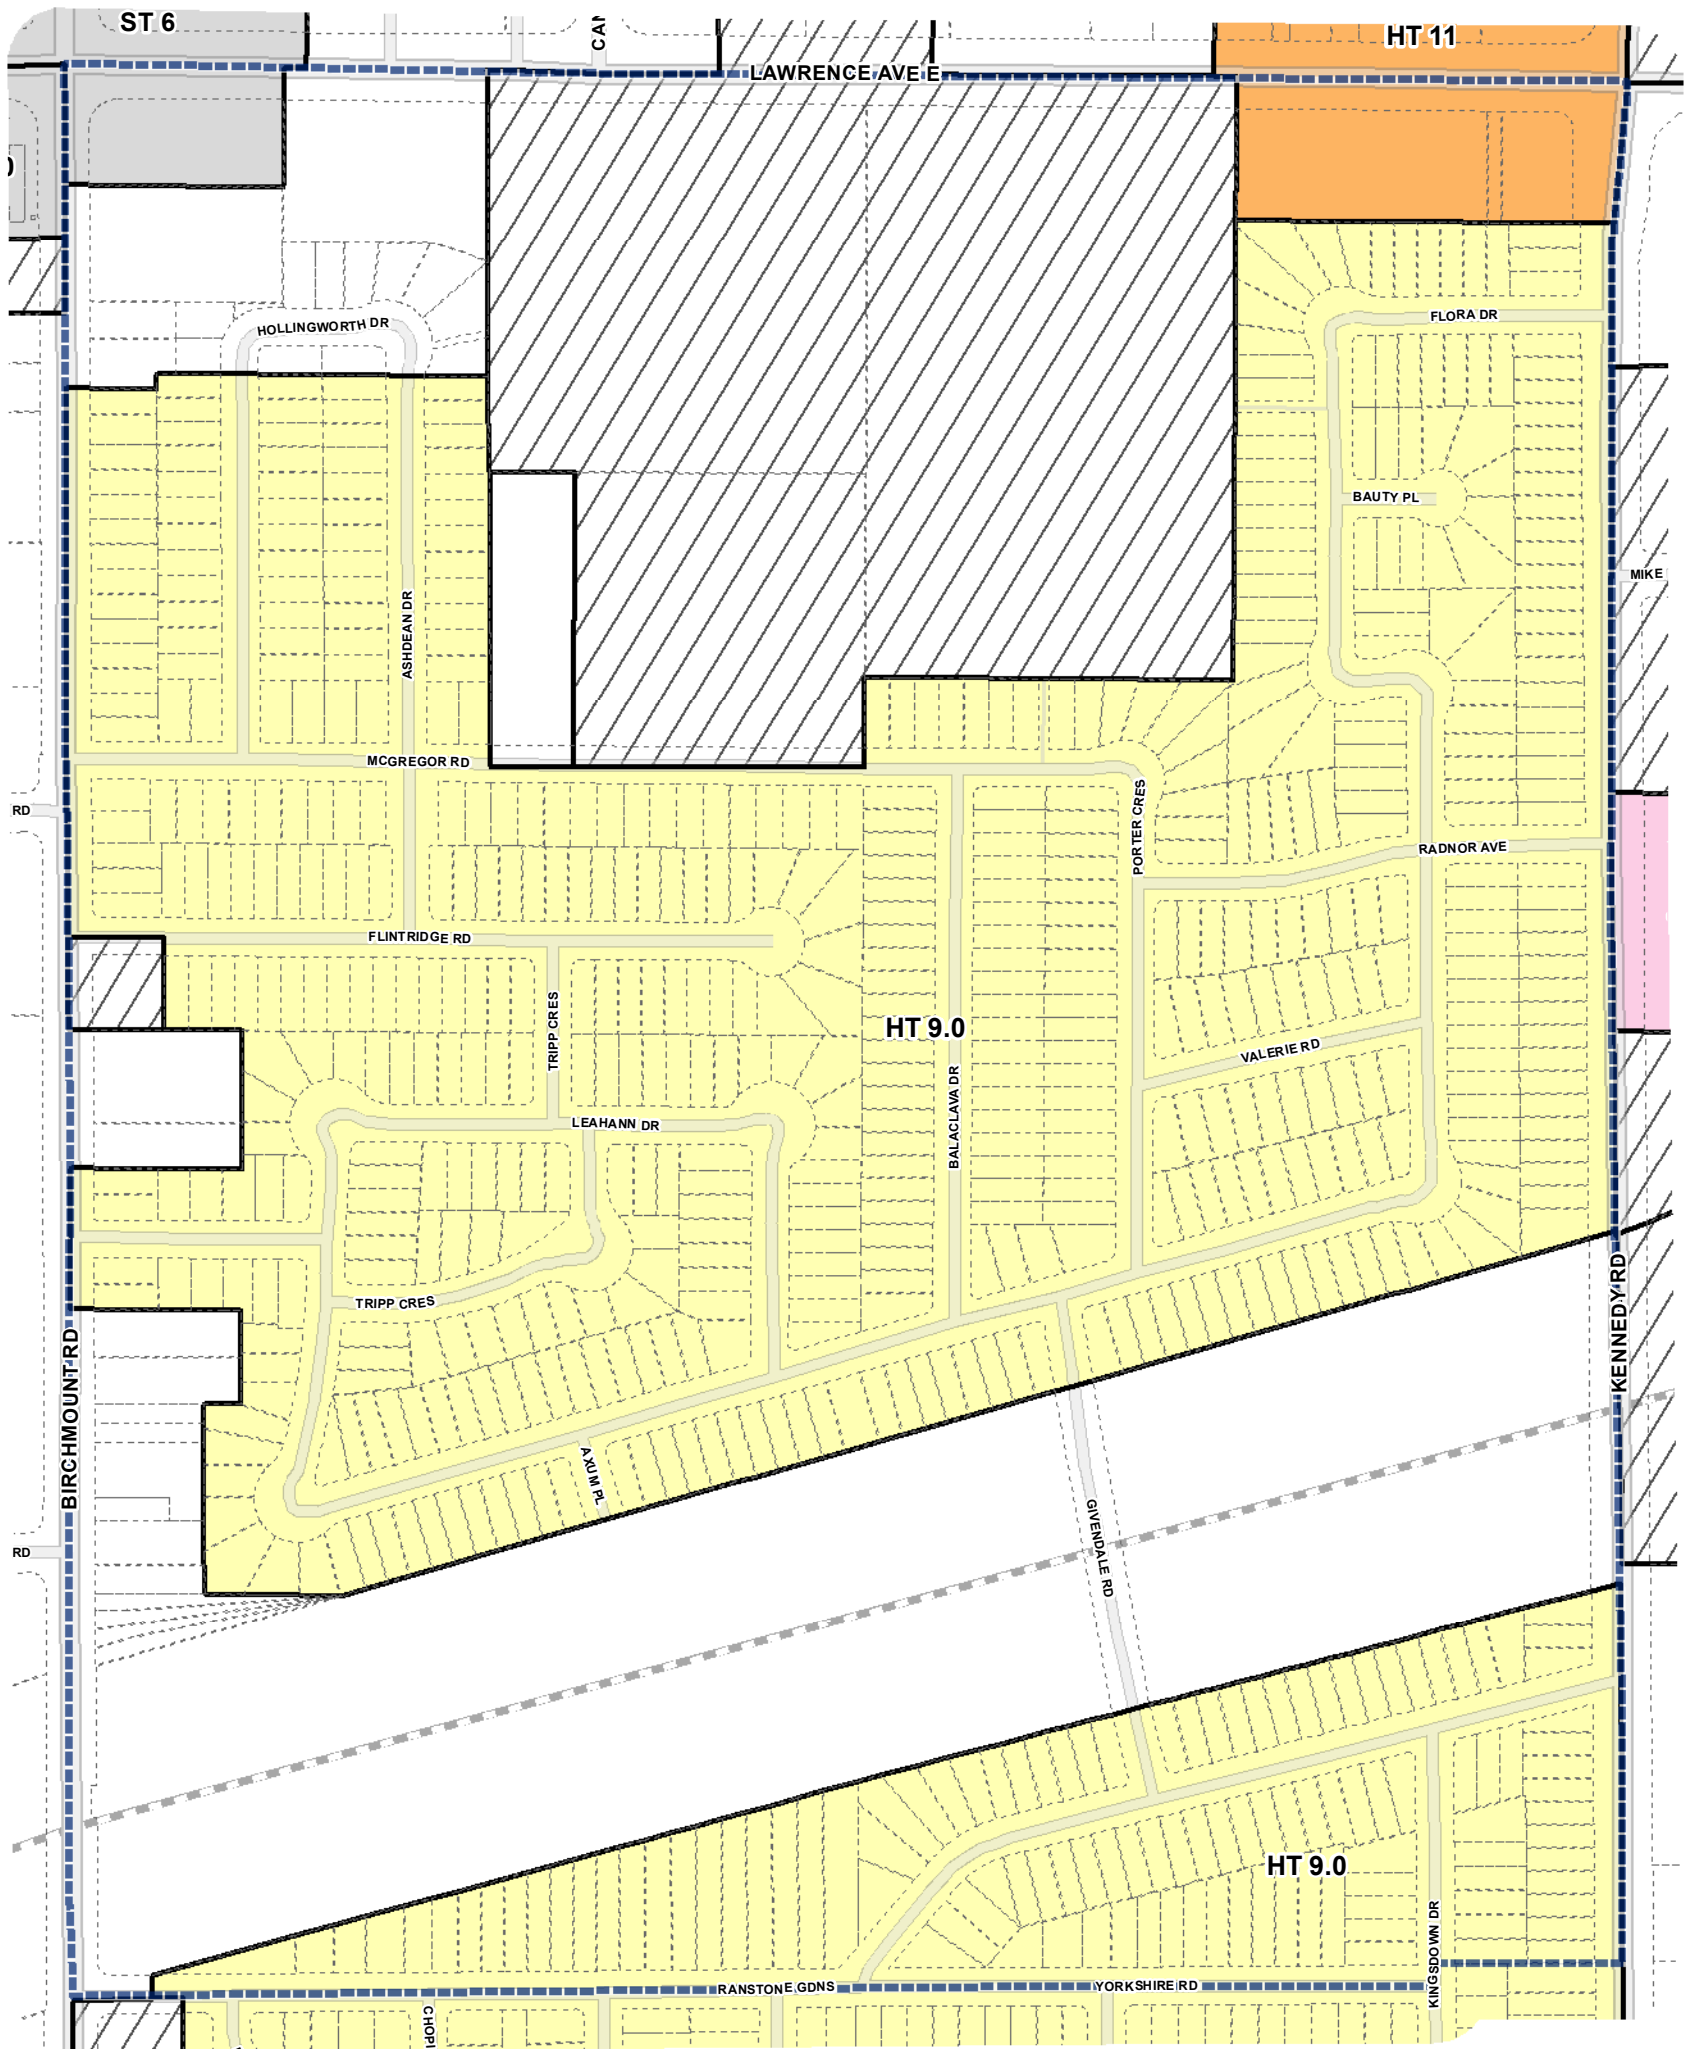 ST 6
HT 11
LAWRENCE AVE E
HOLLINGWORTH DR
FLORA DR
BAUTY PL
MIKE
ASHDEAN DR
MCGREGOR RD
RD
PORTER CRES
RADNOR AVE
FLINTRIDGE RD
TRIPP CRES
HT 9.0
VALERIE RD
BALACLAVA DR
LEAHANN DR
TRIPP CRES
BIRCHMOUNT RD
KENNEDY RD
AXUM PL
GIVENDALE RD
RD
HT 9.0
KINGSDOWN DR
RANSTONE GDNS
YORKSHIRE RD
CHOPI